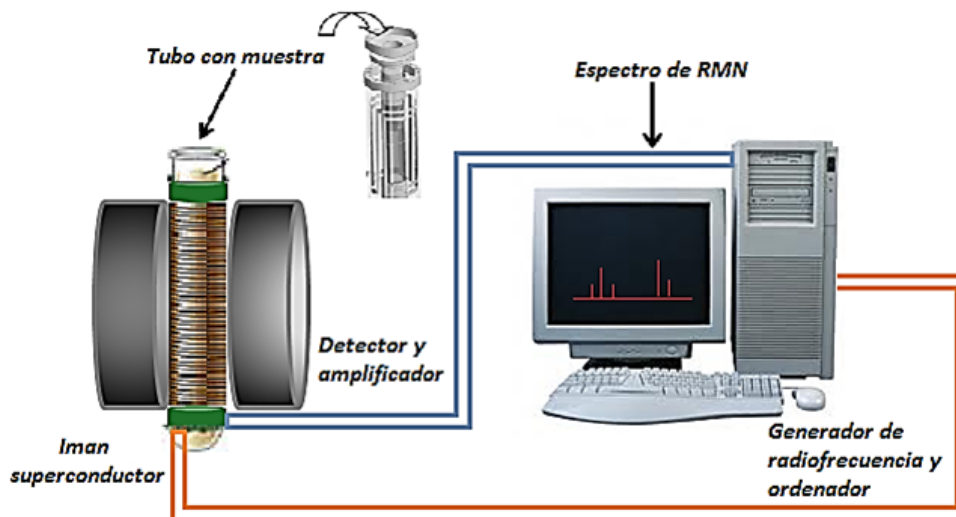 Tubo con muestra
Espectro de RMN
Detector y
amplificador
Iman
superconductor
Generador de
radiofrecuencia y
ordenador